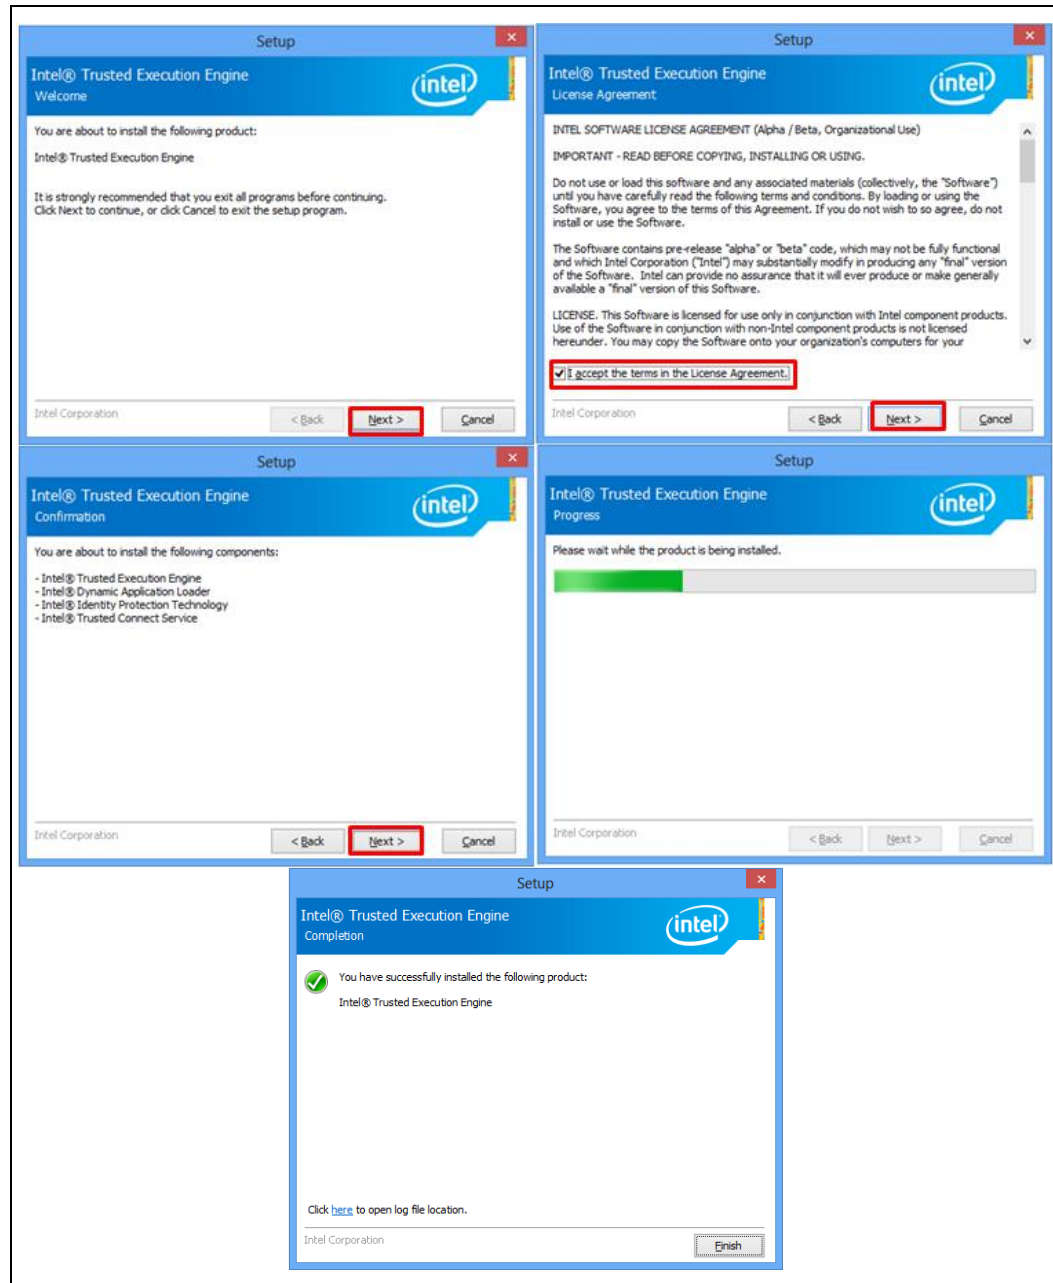 Setup
Intel® Trusted Execution Engine
Welcome
intel
You are about to install the following product:
Intel® Trusted Execution Engine
It is strongly recommended that you exit all programs before continuing.
Click Next to continue, or click Cancel to exit the setup program.
Intel Corporation
< Back
Next >
Cancel
Setup
Intel® Trusted Execution Engine
License Agreement
intel
INTEL SOFTWARE LICENSE AGREEMENT (Alpha / Beta, Organizational Use)
IMPORTANT - READ BEFORE COPYING, INSTALLING OR USING.
Do not use or load this software and any associated materials (collectively, the "Software")
until you have carefully read the following terms and conditions. By loading or using the
Software, you agree to the terms of this Agreement. If you do not wish to so agree, do not
install or use the Software.
The Software contains pre-release "alpha" or "beta" code, which may not be fully functional
and which Intel Corporation ("Intel") may substantially modify in producing any "final" version
of the Software. Intel can provide no assurance that it will ever produce or make generally
available a "final" version of this Software.
LICENSE. This Software is licensed for use only in conjunction with Intel component products.
Use of the Software in conjunction with non-Intel component products is not licensed
hereunder. You may copy the Software onto your organization's computers for your
I accept the terms in the License Agreement.
Intel Corporation
< Back
Next >
Cancel
Setup
Intel® Trusted Execution Engine
Confirmation
intel
You are about to install the following components:
- Intel® Trusted Execution Engine
- Intel® Dynamic Application Loader
- Intel® Identity Protection Technology
- Intel® Trusted Connect Service
Intel Corporation
< Back
Next >
Cancel
Setup
Intel® Trusted Execution Engine
Progress
intel
Please wait while the product is being installed.
Intel Corporation
< Back
Next >
Cancel
Setup
Intel® Trusted Execution Engine
Completion
intel
You have successfully installed the following product:
Intel® Trusted Execution Engine
Click here to open log file location.
Intel Corporation
Finish